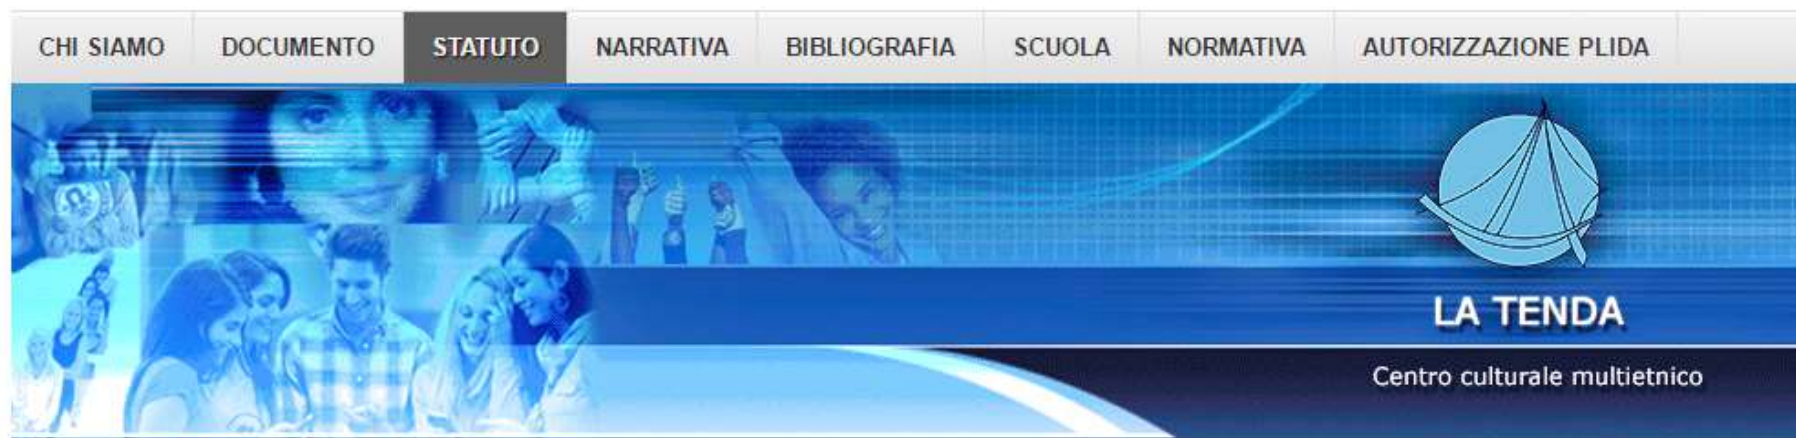 CHI SIAMO DOCUMENTO STATUTO NARRATIVA BIBLIOGRAFIA SCUOLA NORMATIVA AUTORIZZAZIONE PLIDA
LA TENDA
Centro culturale multietnico